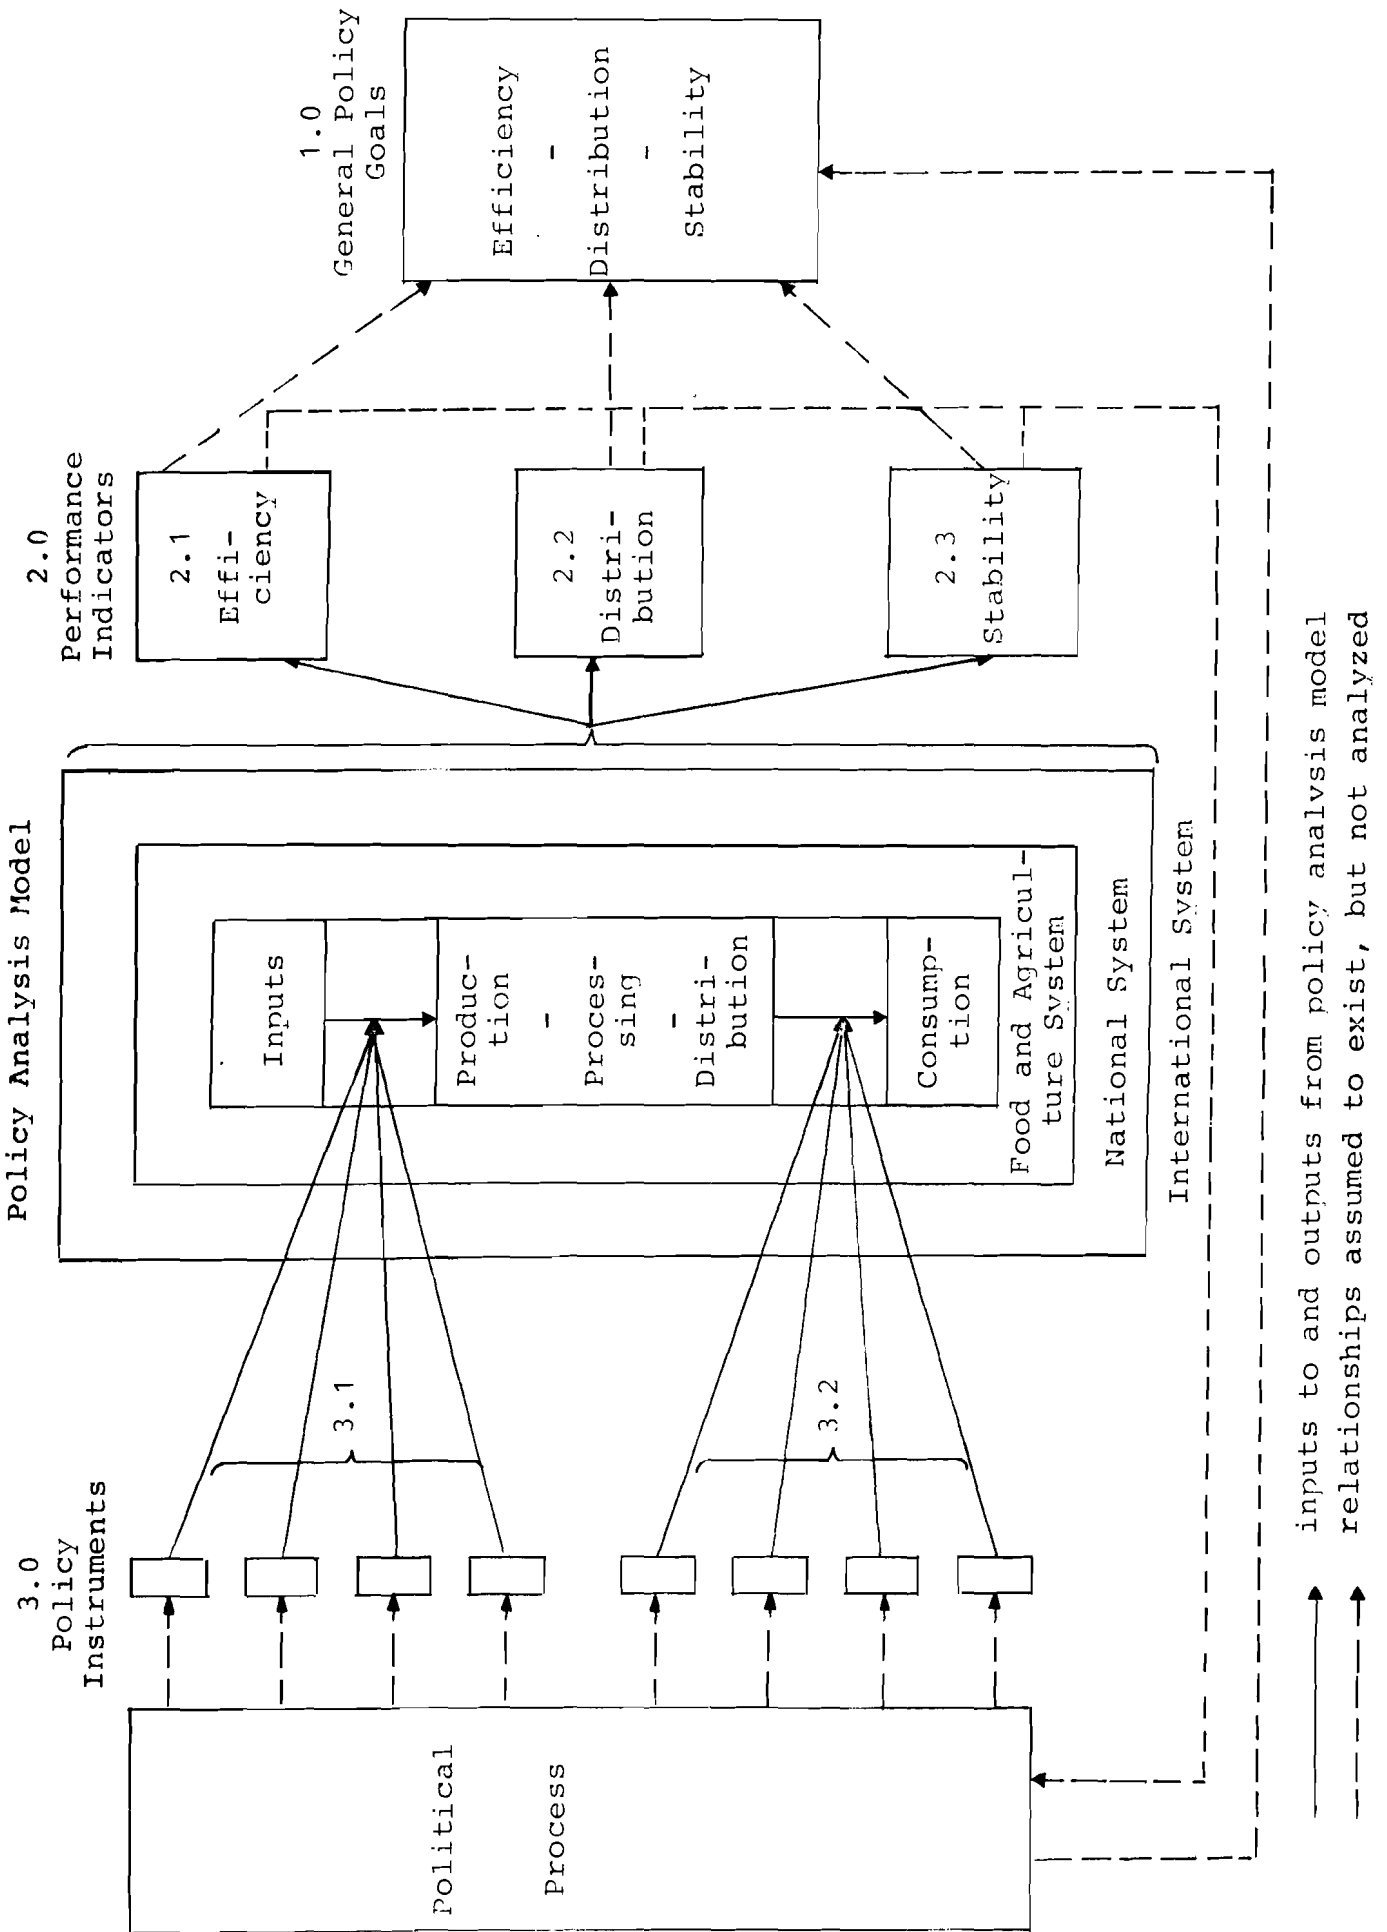 Political
Process
3.0
Policy
Instruments
3.1
3.2
Policy Analysis Model
Inputs
Produc-
tion
-
Proces-
sing
-
Distri-
bution
Consump-
tion
Food and Agricul-
ture System
National System
International System
2.0
Performance
Indicators
2.1
Effi-
ciency
2.2
Distri-
bution
2.3
Stability
1.0
General Policy
Goals
Efficiency
-
Distribution
-
Stability
inputs to and outputs from policy analysis model
relationships assumed to exist, but not analyzed